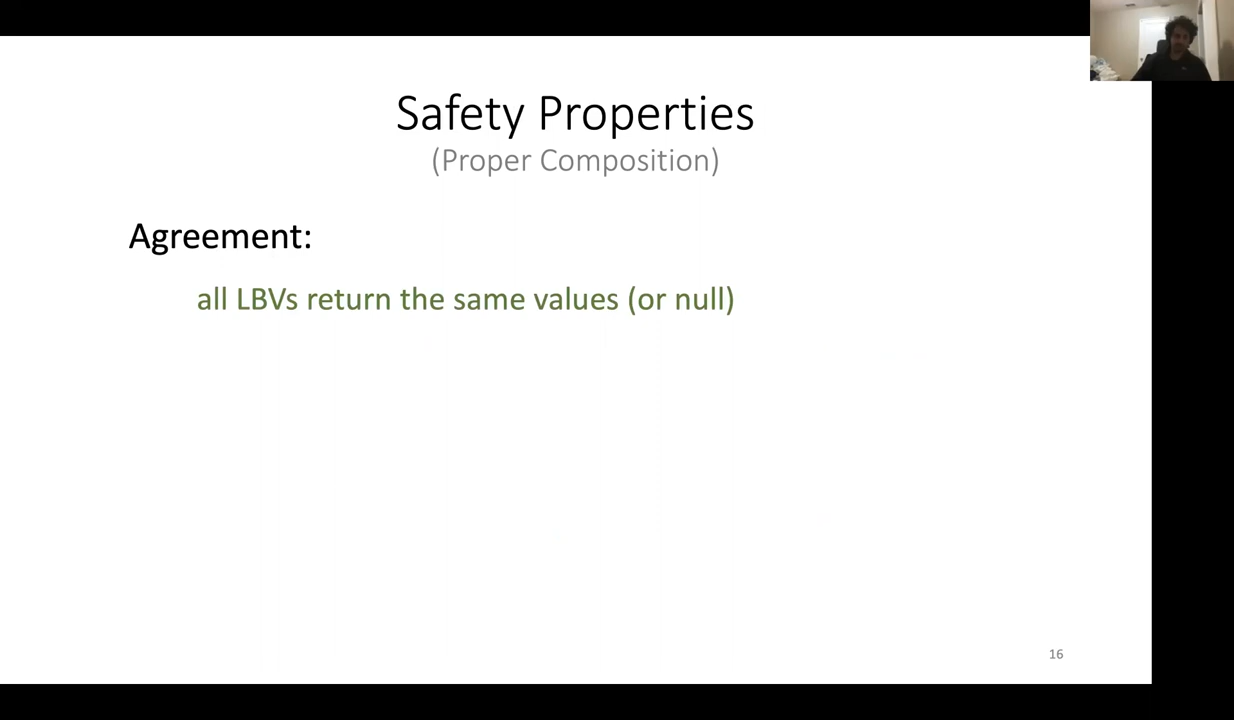 Safety Properties
(Proper Composition)
Agreement:
all LBVs return the same values (or null)
16